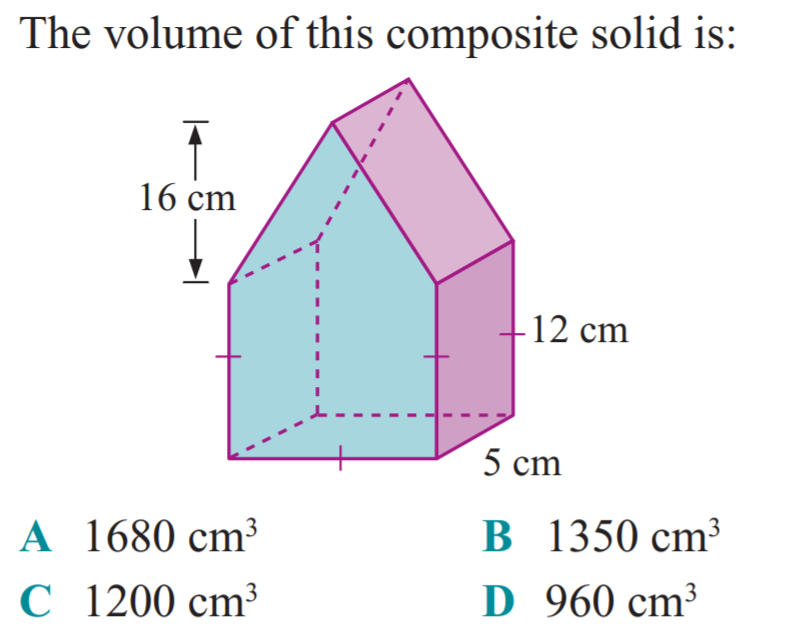 The volume of this composite solid is:
16 cm
12 cm
5 cm
A 1680 cm³ B 1350 cm³
C 1200 cm³ D 960 cm³